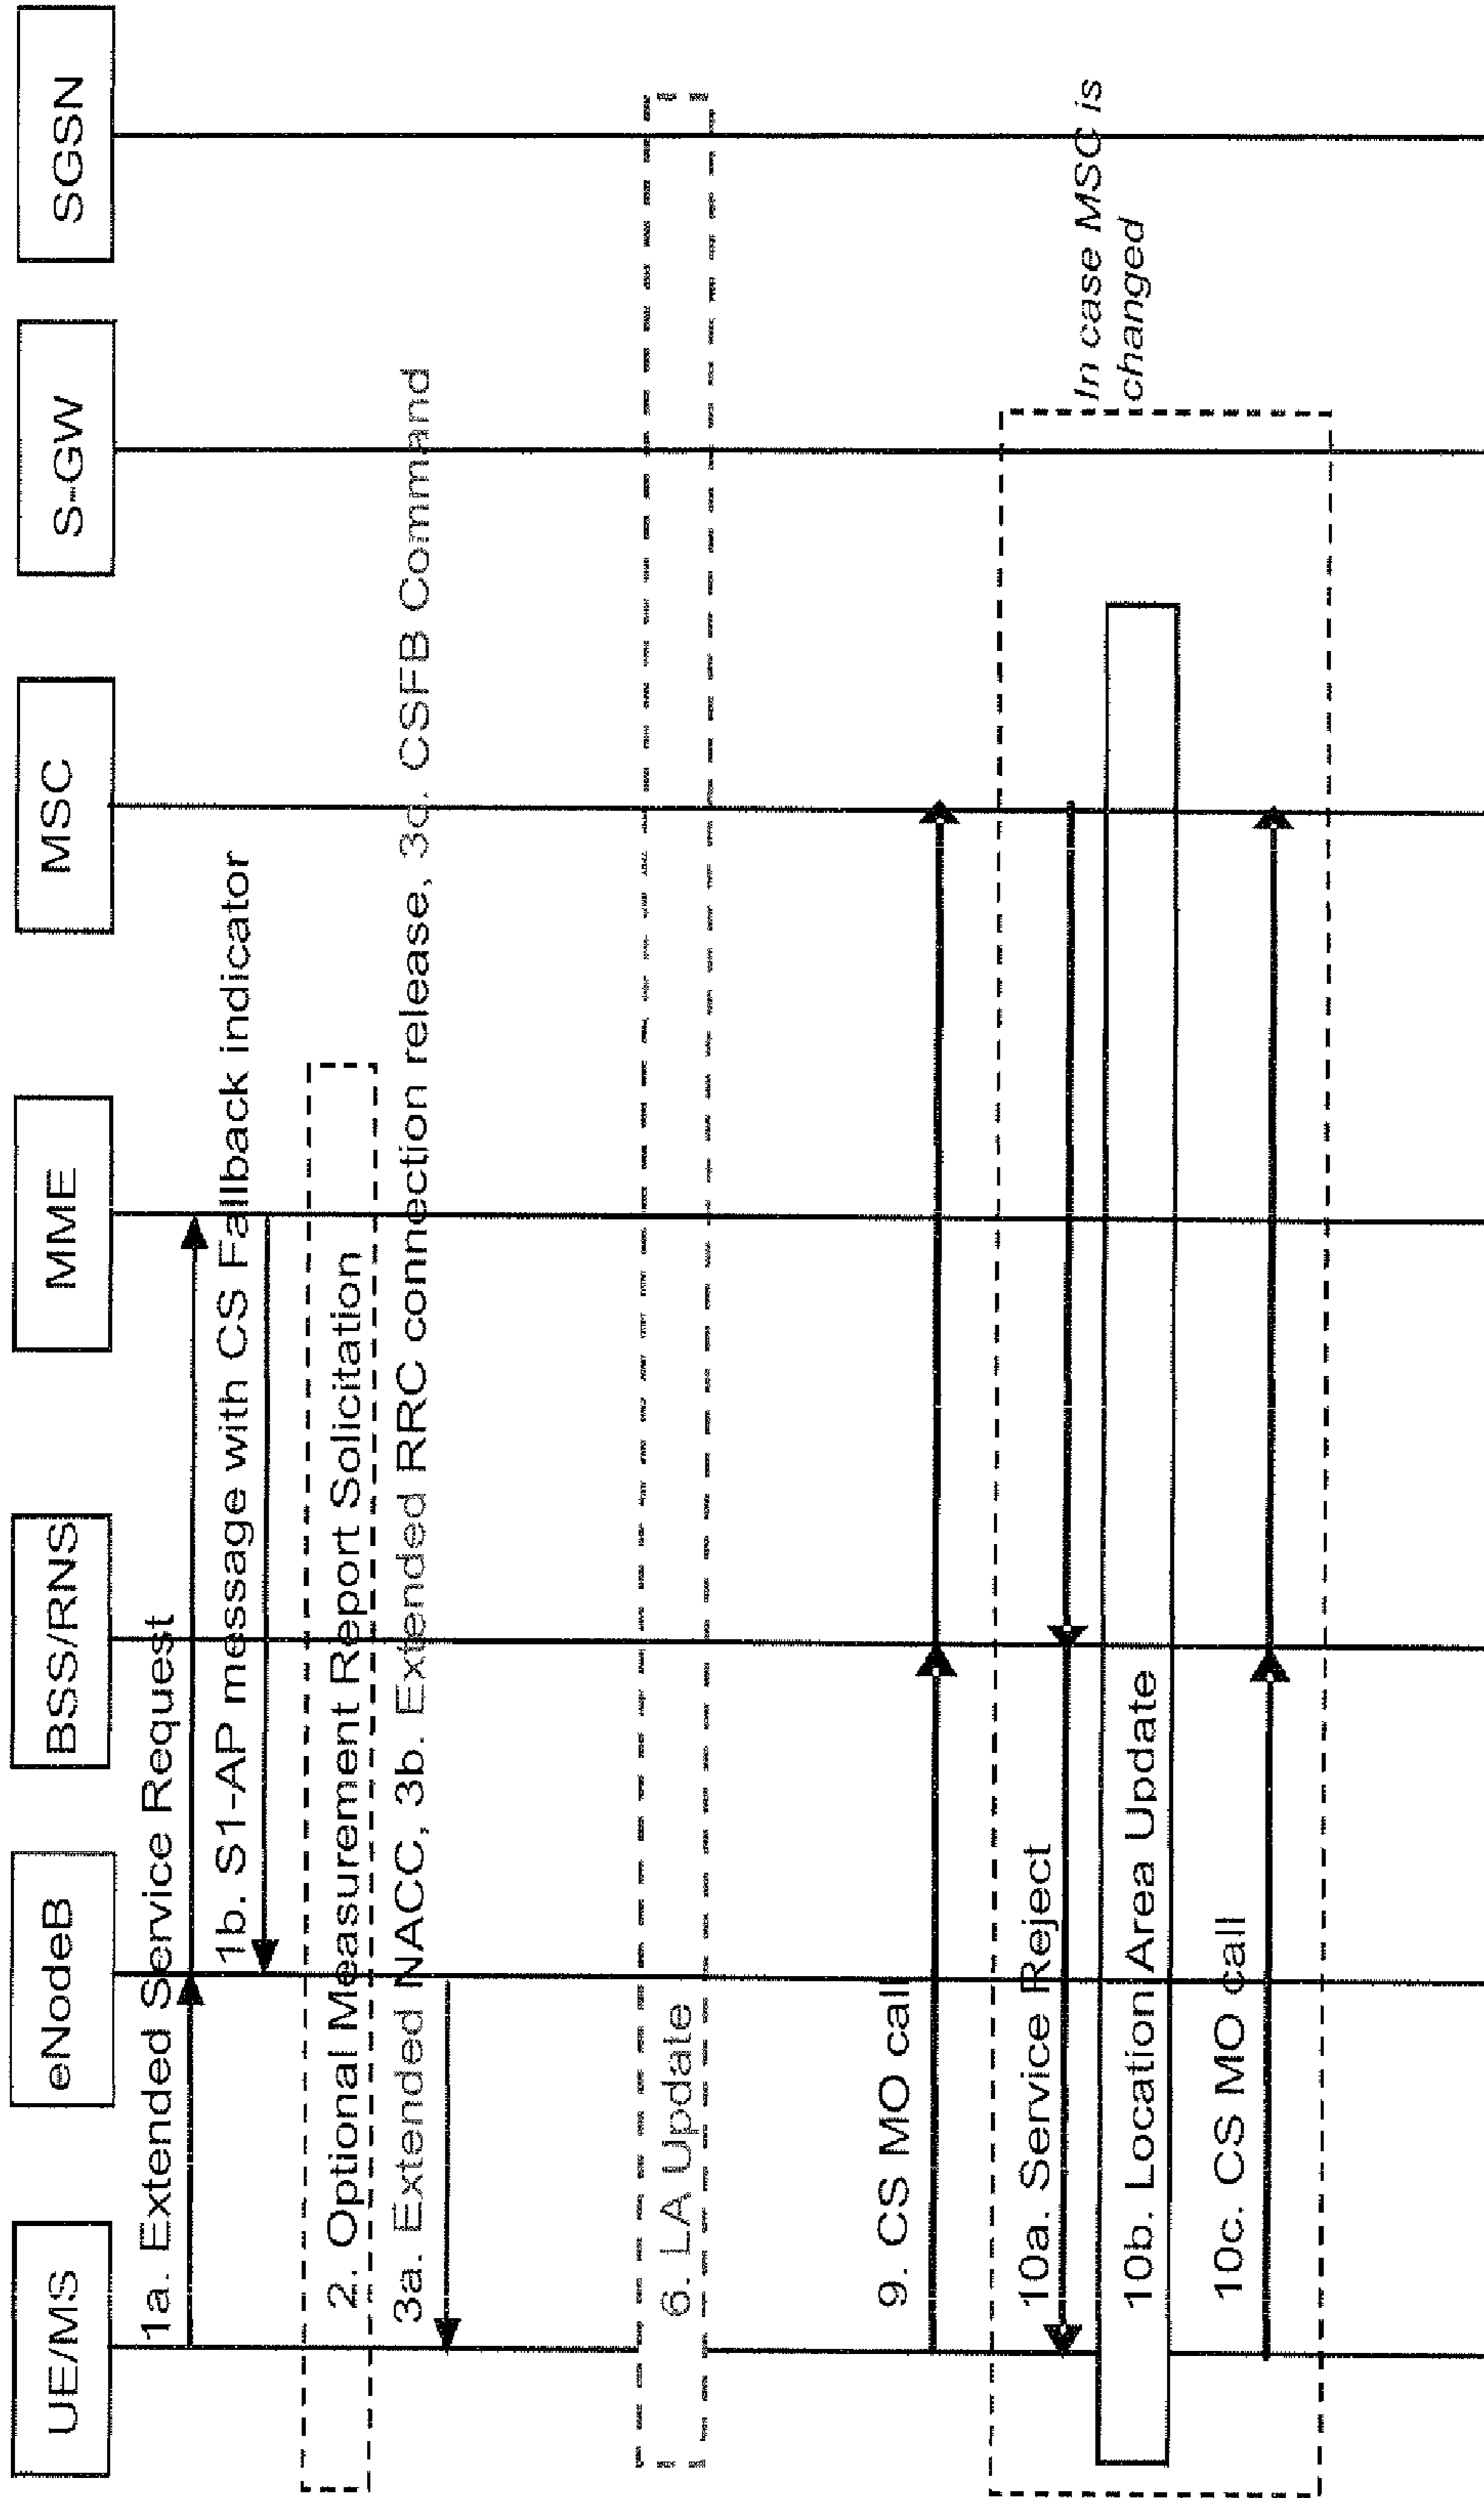 UE/MS
eNodeB
BSS/RNS
MME
MSC
S-GW
SGSN
1a. Extended Service Request
1b. S1-AP message with CS Fallback indicator
2. Optional Measurement Report Solicitation
3a. Extended NACC, 3b. Extended RRC connection release, 3c. CSFB Command
6. LA Update
9. CS MO call
In case MSC is
changed
10a. Service Reject
10b. Location Area Update
10c. CS MO call